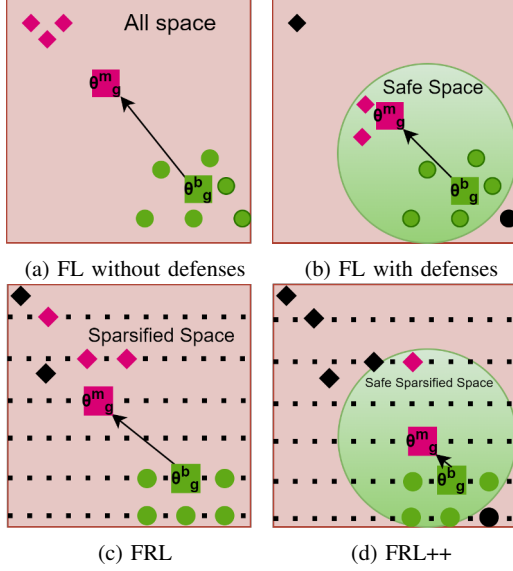 All space
θ^m_g
θ^b_g
(a) FL without defenses
Safe Space
θ^m_g
θ^b_g
(b) FL with defenses
Sparsified Space
θ^m_g
θ^b_g
(c) FRL
Safe Sparsified Space
θ^m_g
θ^b_g
(d) FRL++